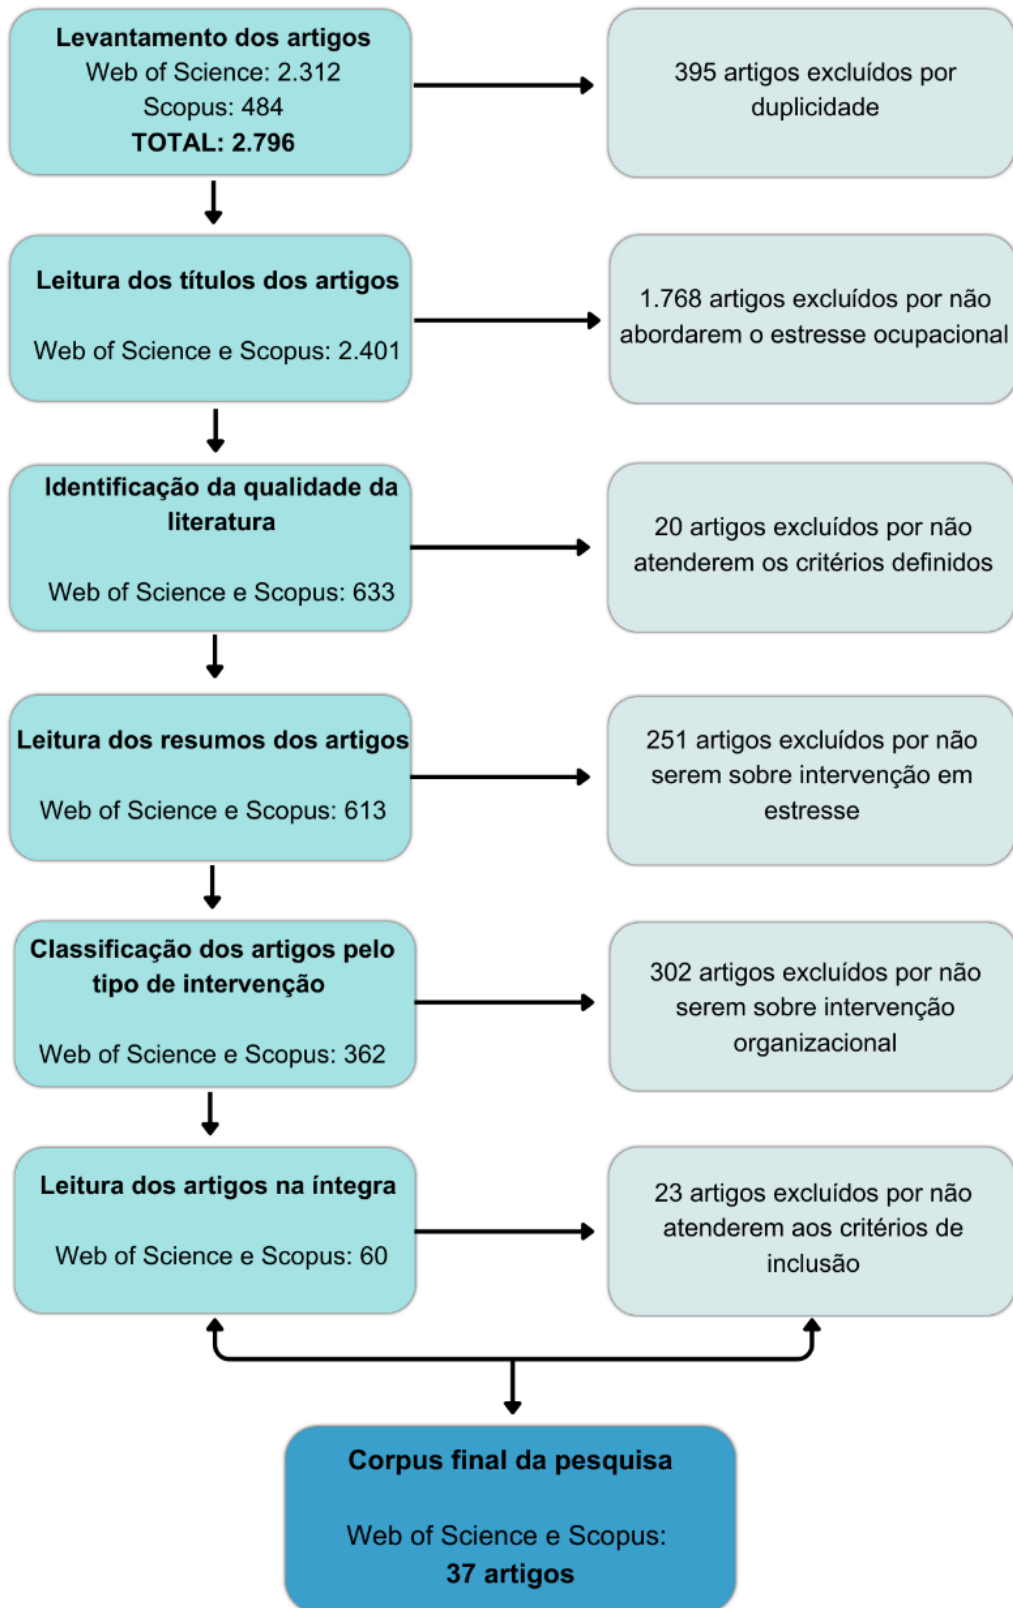 Levantamento dos artigos
Web of Science: 2.312
Scopus: 484
TOTAL: 2.796
395 artigos excluídos por
duplicidade
Leitura dos títulos dos artigos
Web of Science e Scopus: 2.401
1.768 artigos excluídos por não
abordarem o estresse ocupacional
Identificação da qualidade da
literatura
Web of Science e Scopus: 633
20 artigos excluídos por não
atenderem os critérios definidos
Leitura dos resumos dos artigos
Web of Science e Scopus: 613
251 artigos excluídos por não
serem sobre intervenção em
estresse
Classificação dos artigos pelo
tipo de intervenção
Web of Science e Scopus: 362
302 artigos excluídos por não
serem sobre intervenção
organizacional
Leitura dos artigos na íntegra
Web of Science e Scopus: 60
23 artigos excluídos por não
atenderem aos critérios de
inclusão
Corpus final da pesquisa
Web of Science e Scopus:
37 artigos